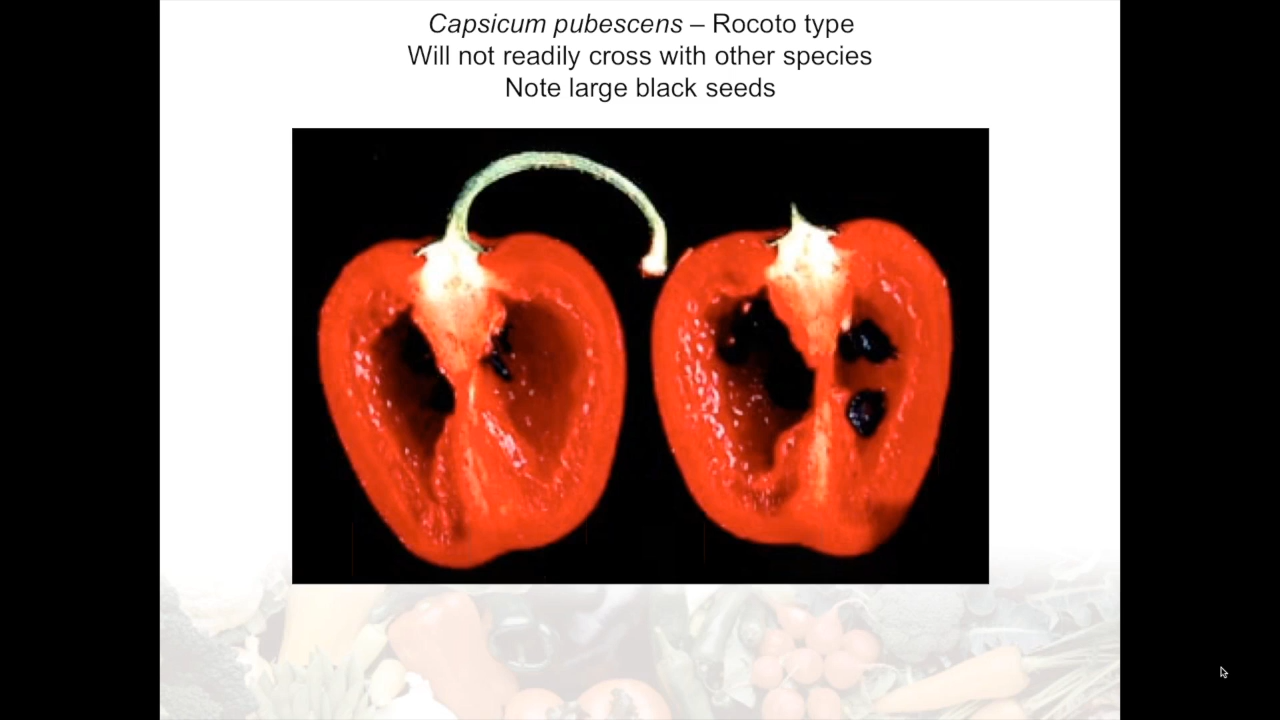 Capsicum pubescens – Rocoto type
Will not readily cross with other species
Note large black seeds